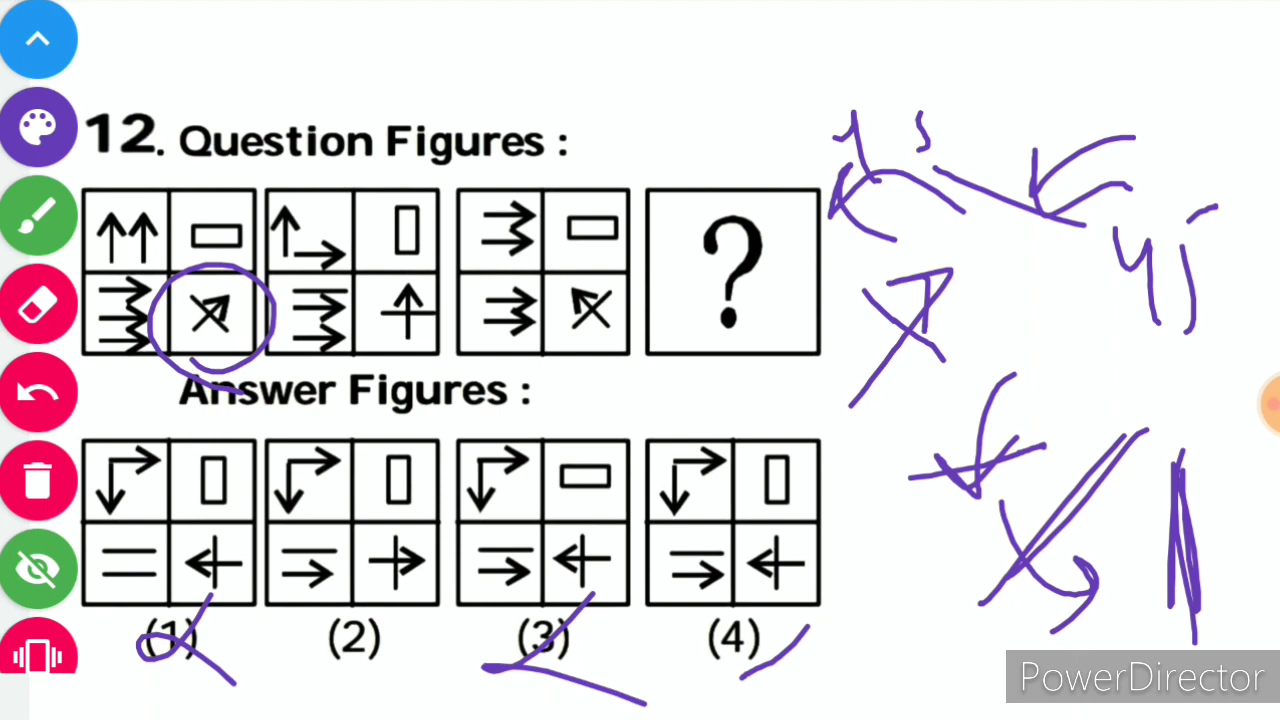 12. Question Figures :
?
Answer Figures :
(1) (2) (3) (4)
PowerDirector